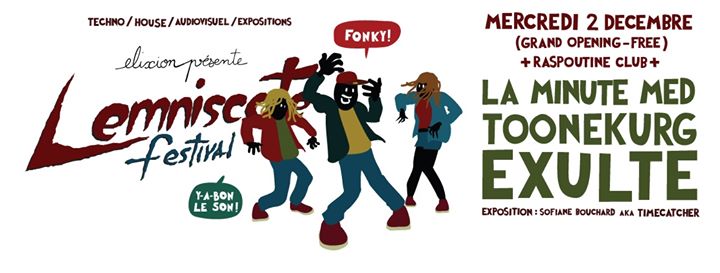 TECHNO/HOUSE/AUDIOVISUEL/EXPOSITIONS
elixion présente
Lemniscate
festival
FONKY!
Y-A-BON
LE SON!
MERCREDI 2 DECEMBRE
(GRAND OPENING-FREE)
+RASPOUTINE CLUB+
LA MINUTE MED
TOONEKURG
EXULTE
EXPOSITION: SOFIANE BOUCHARD AKA TIMECATCHER